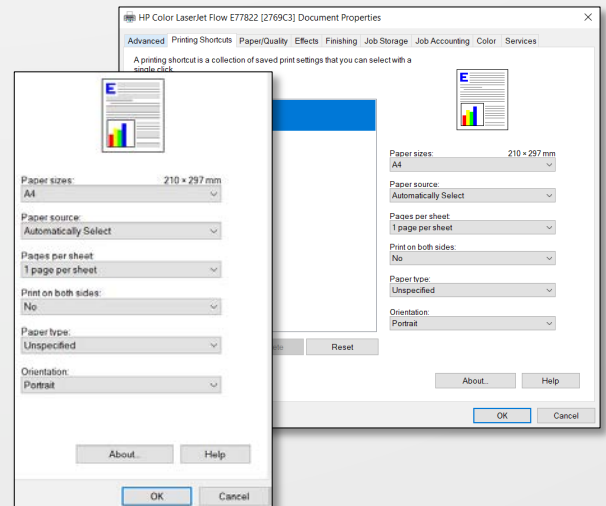 HP Color LaserJet Flow E77822 [2769C3] Document Properties
Advanced Printing Shortcuts Paper/Quality Effects Finishing Job Storage Job Accounting Color Services
A printing shortcut is a collection of saved print settings that you can select with a
single click.
E
Paper sizes: 210 × 297 mm
A4
Paper source:
Automatically Select
Pages per sheet:
1 page per sheet
Print on both sides:
No
Paper type:
Unspecified
Orientation:
Portrait
Reset
About... Help
OK Cancel
E
Paper sizes: 210 × 297 mm
A4
Paper source:
Automatically Select
Pages per sheet:
1 page per sheet
Print on both sides:
No
Paper type:
Unspecified
Orientation:
Portrait
About... Help
OK Cancel